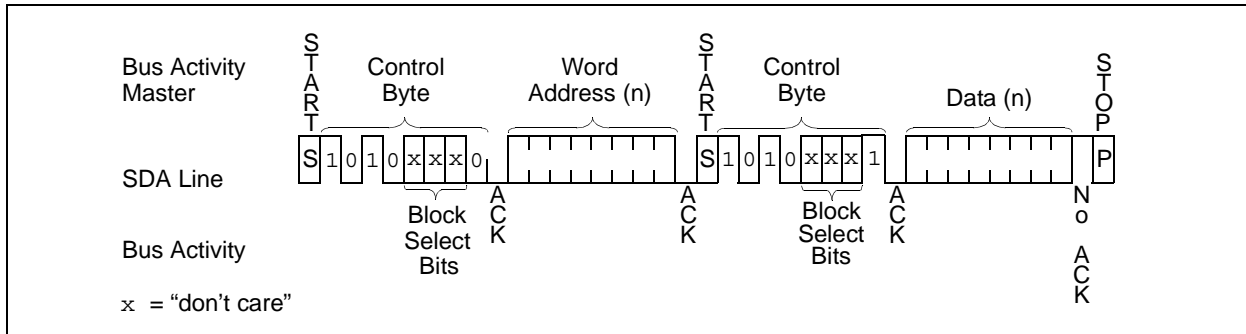 Bus Activity
Master
START
Control
Byte
Word
Address (n)
START
Control
Byte
Data (n)
STOP
SDA Line
S 1 0 1 0 x x x 0 S 1 0 1 0 x x x 1 P
Bus Activity
Block
Select
Bits
ACK
ACK
Block
Select
Bits
ACK
No ACK
x = “don’t care”